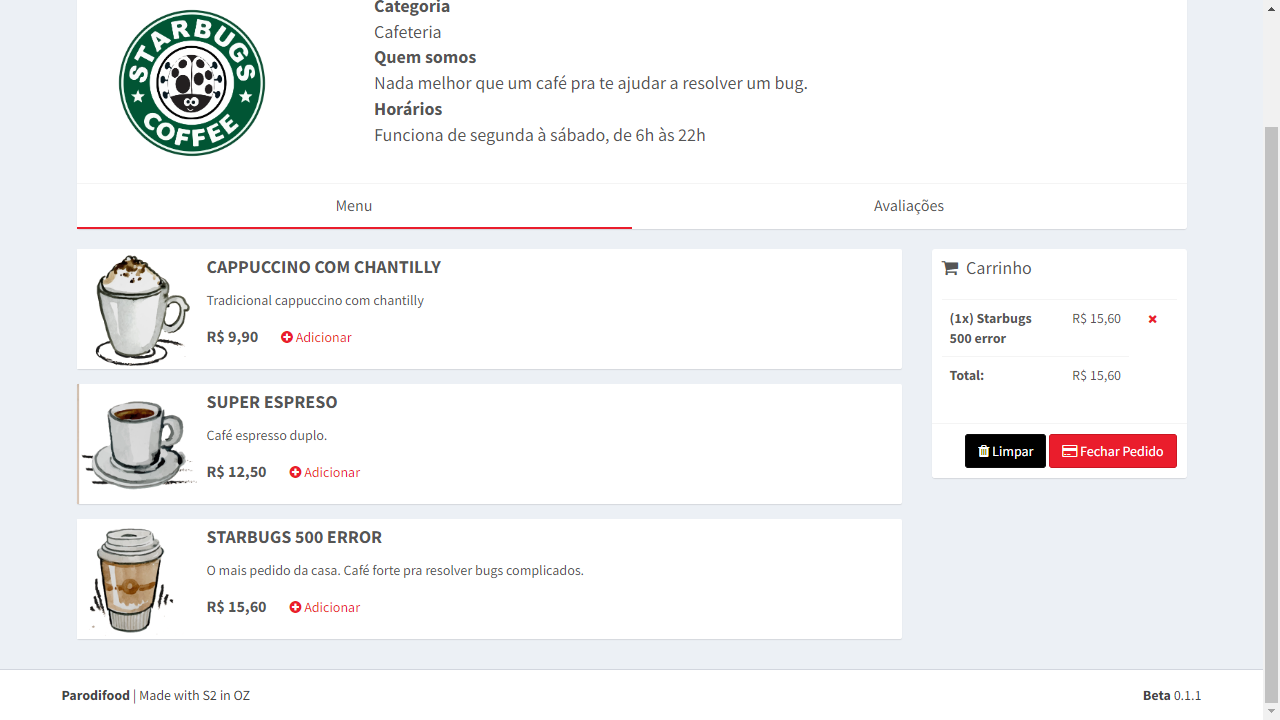 STARBUGS
COFFEE
Categoria
Cafeteria
Quem somos
Nada melhor que um café pra te ajudar a resolver um bug.
Horários
Funciona de segunda à sábado, de 6h às 22h
Menu
Avaliações
CAPPUCCINO COM CHANTILLY
Tradicional cappuccino com chantilly
R$ 9,90 Adicionar
SUPER ESPRESO
Café espresso duplo.
R$ 12,50 Adicionar
STARBUGS 500 ERROR
O mais pedido da casa. Café forte pra resolver bugs complicados.
R$ 15,60 Adicionar
Carrinho
(1x) Starbugs R$ 15,60
500 error
Total: R$ 15,60
Limpar Fechar Pedido
Parodifood | Made with S2 in OZ
Beta 0.1.1